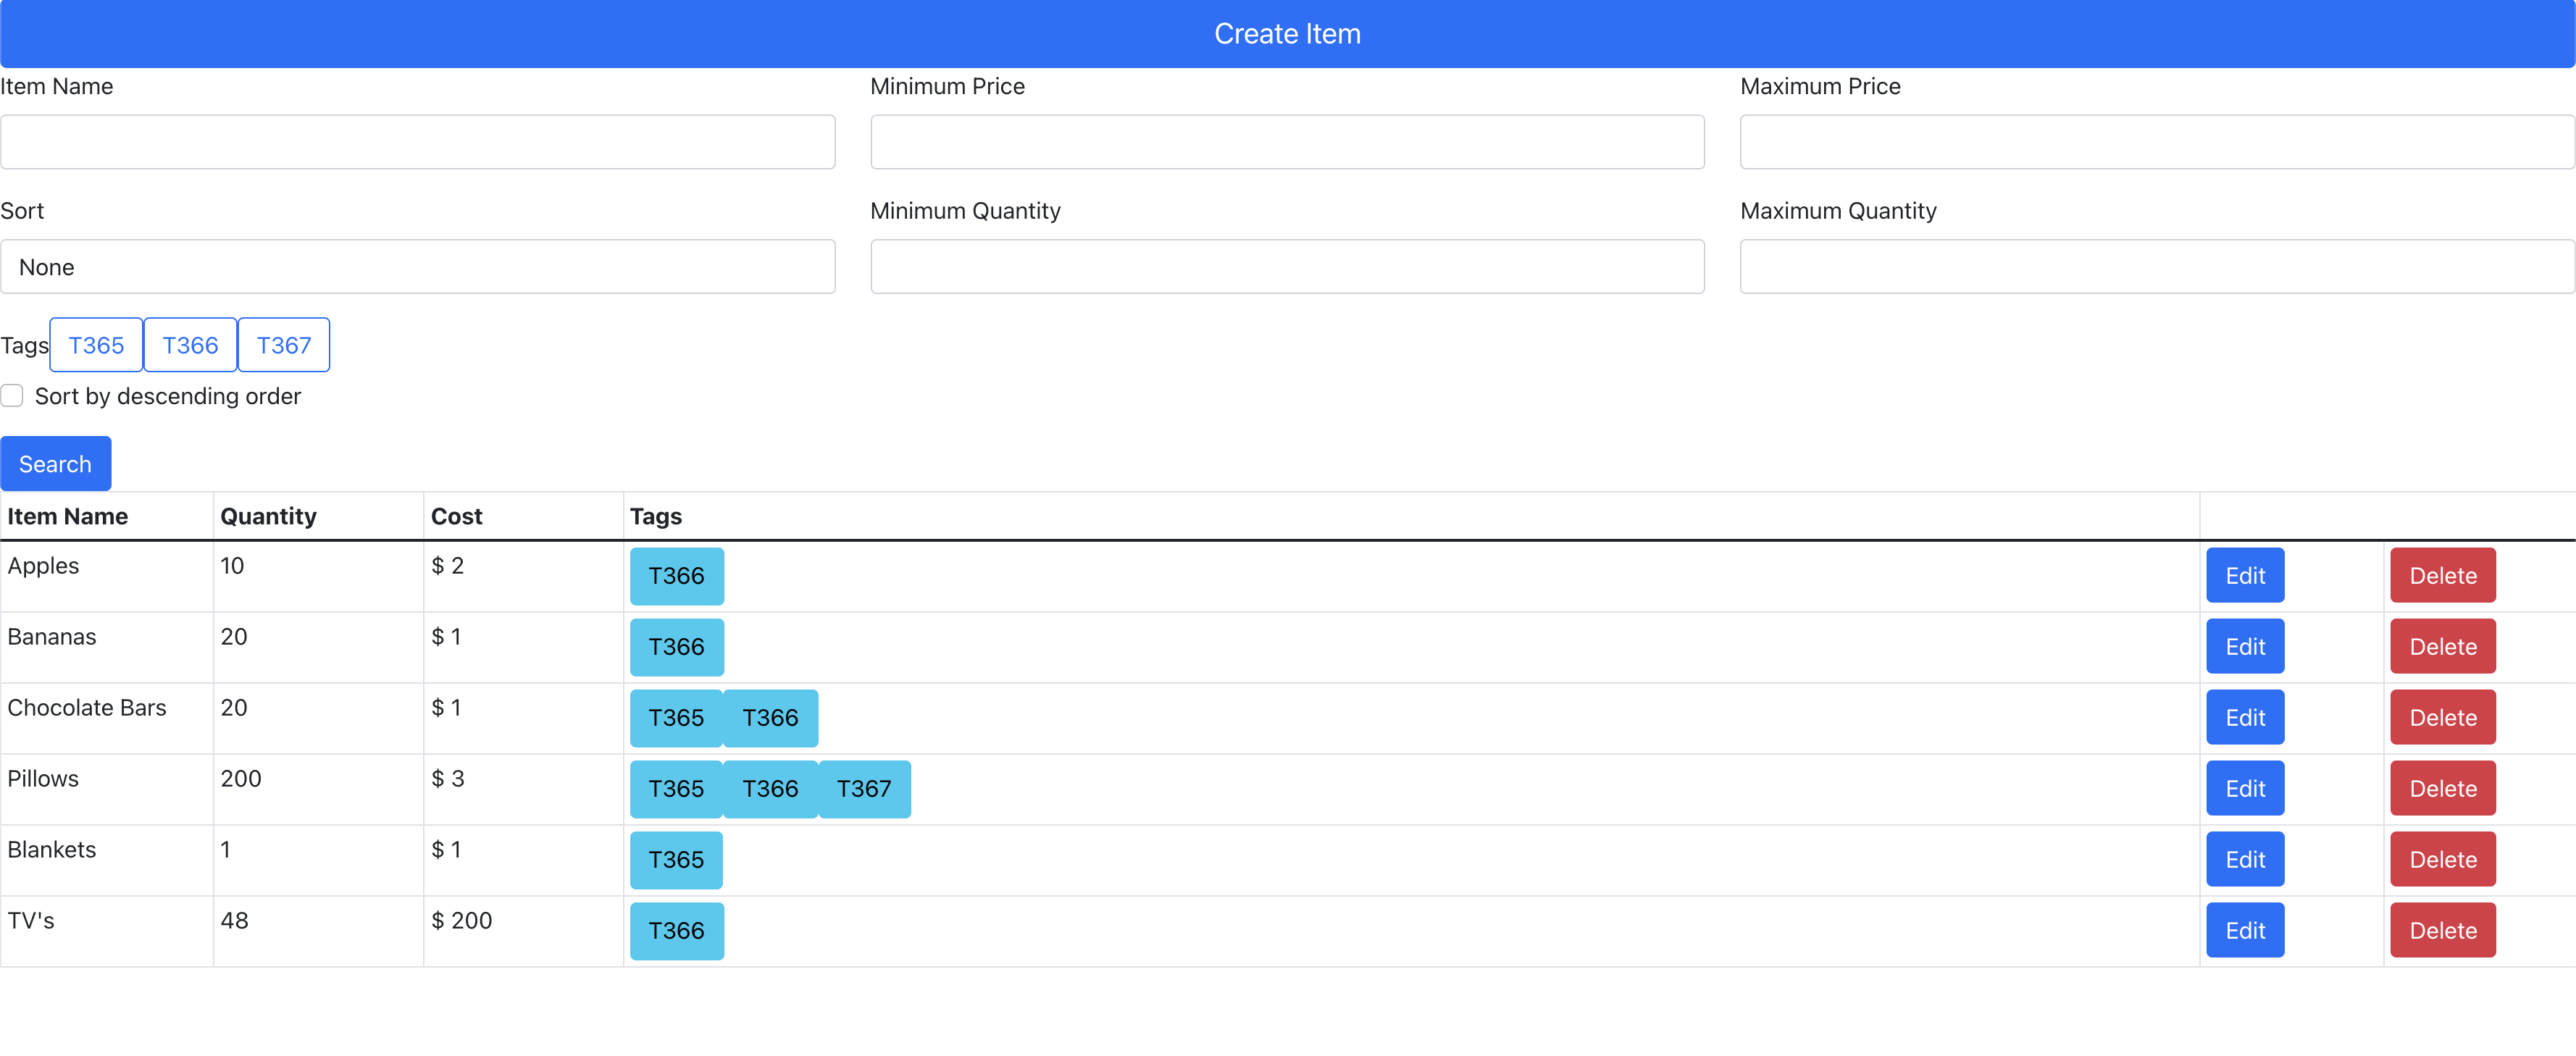 Create Item
Item Name Minimum Price Maximum Price
Sort Minimum Quantity Maximum Quantity
None
Tags T365 T366 T367
Sort by descending order
Search
Item Name Quantity Cost Tags
Apples 10 $ 2 T366 Edit Delete
Bananas 20 $ 1 T366 Edit Delete
Chocolate Bars 20 $ 1 T365 T366 Edit Delete
Pillows 200 $ 3 T365 T366 T367 Edit Delete
Blankets 1 $ 1 T365 Edit Delete
TV's 48 $ 200 T366 Edit Delete